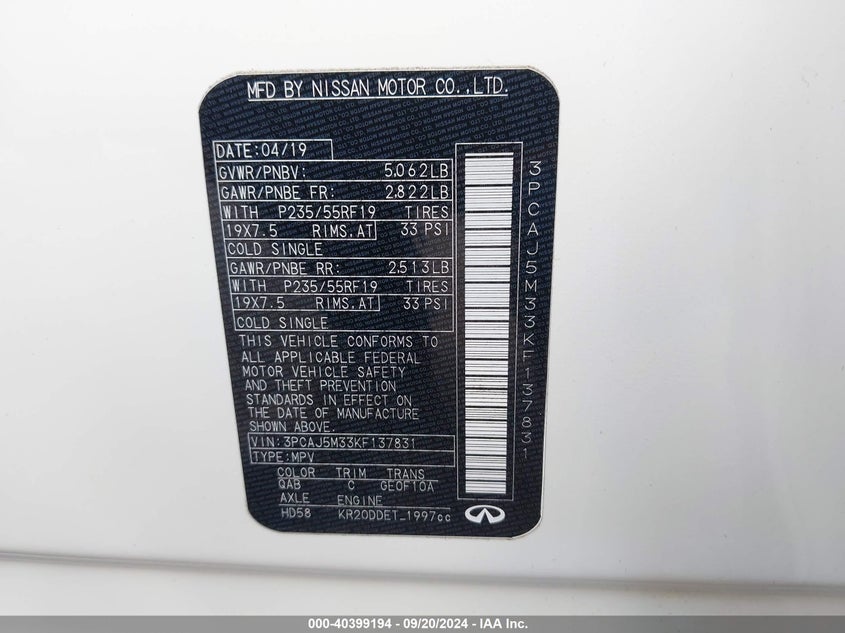 MFD BY NISSAN MOTOR CO.,LTD.
DATE:04/19
GVWR/PNBV: 5,062LB
GAWR/PNBE FR: 2,822LB
WITH P235/55RF19 TIRES
19X7.5 RIMS.AT 33 PSI
COLD SINGLE
GAWR/PNBE RR: 2,513LB
WITH P235/55RF19 TIRES
19X7.5 RIMS.AT 33 PSI
COLD SINGLE
THIS VEHICLE CONFORMS TO
ALL APPLICABLE FEDERAL
MOTOR VEHICLE SAFETY
AND THEFT PREVENTION
STANDARDS IN EFFECT ON
THE DATE OF MANUFACTURE
SHOWN ABOVE.
VIN:3PCAJ5M33KF137831
TYPE:MPV
COLOR TRIM TRANS
QAB C GE0F10A
AXLE ENGINE
HD58 KR20DDET_1997cc
3PCAJ5M33KF137831
000-40399194 - 09/20/2024 - IAA Inc.